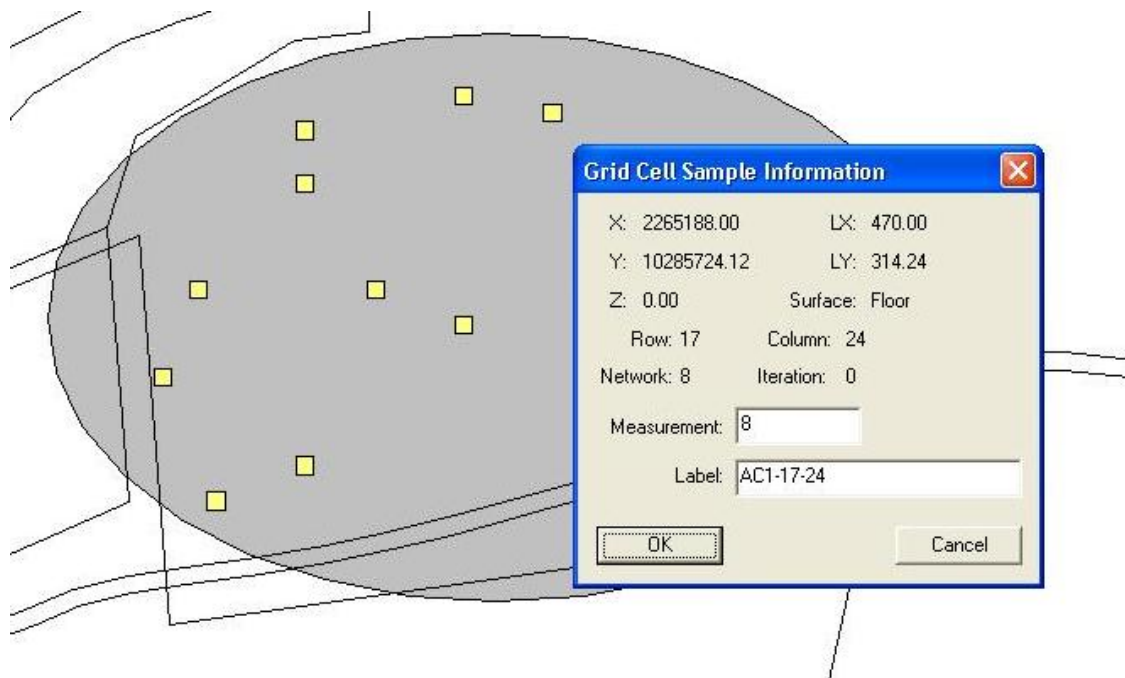 Grid Cell Sample Information
X: 2265188.00 LX: 470.00
Y: 10285724.12 LY: 314.24
Z: 0.00 Surface: Floor
Row: 17 Column: 24
Network: 8 Iteration: 0
Measurement: 8
Label: AC1-17-24
OK Cancel